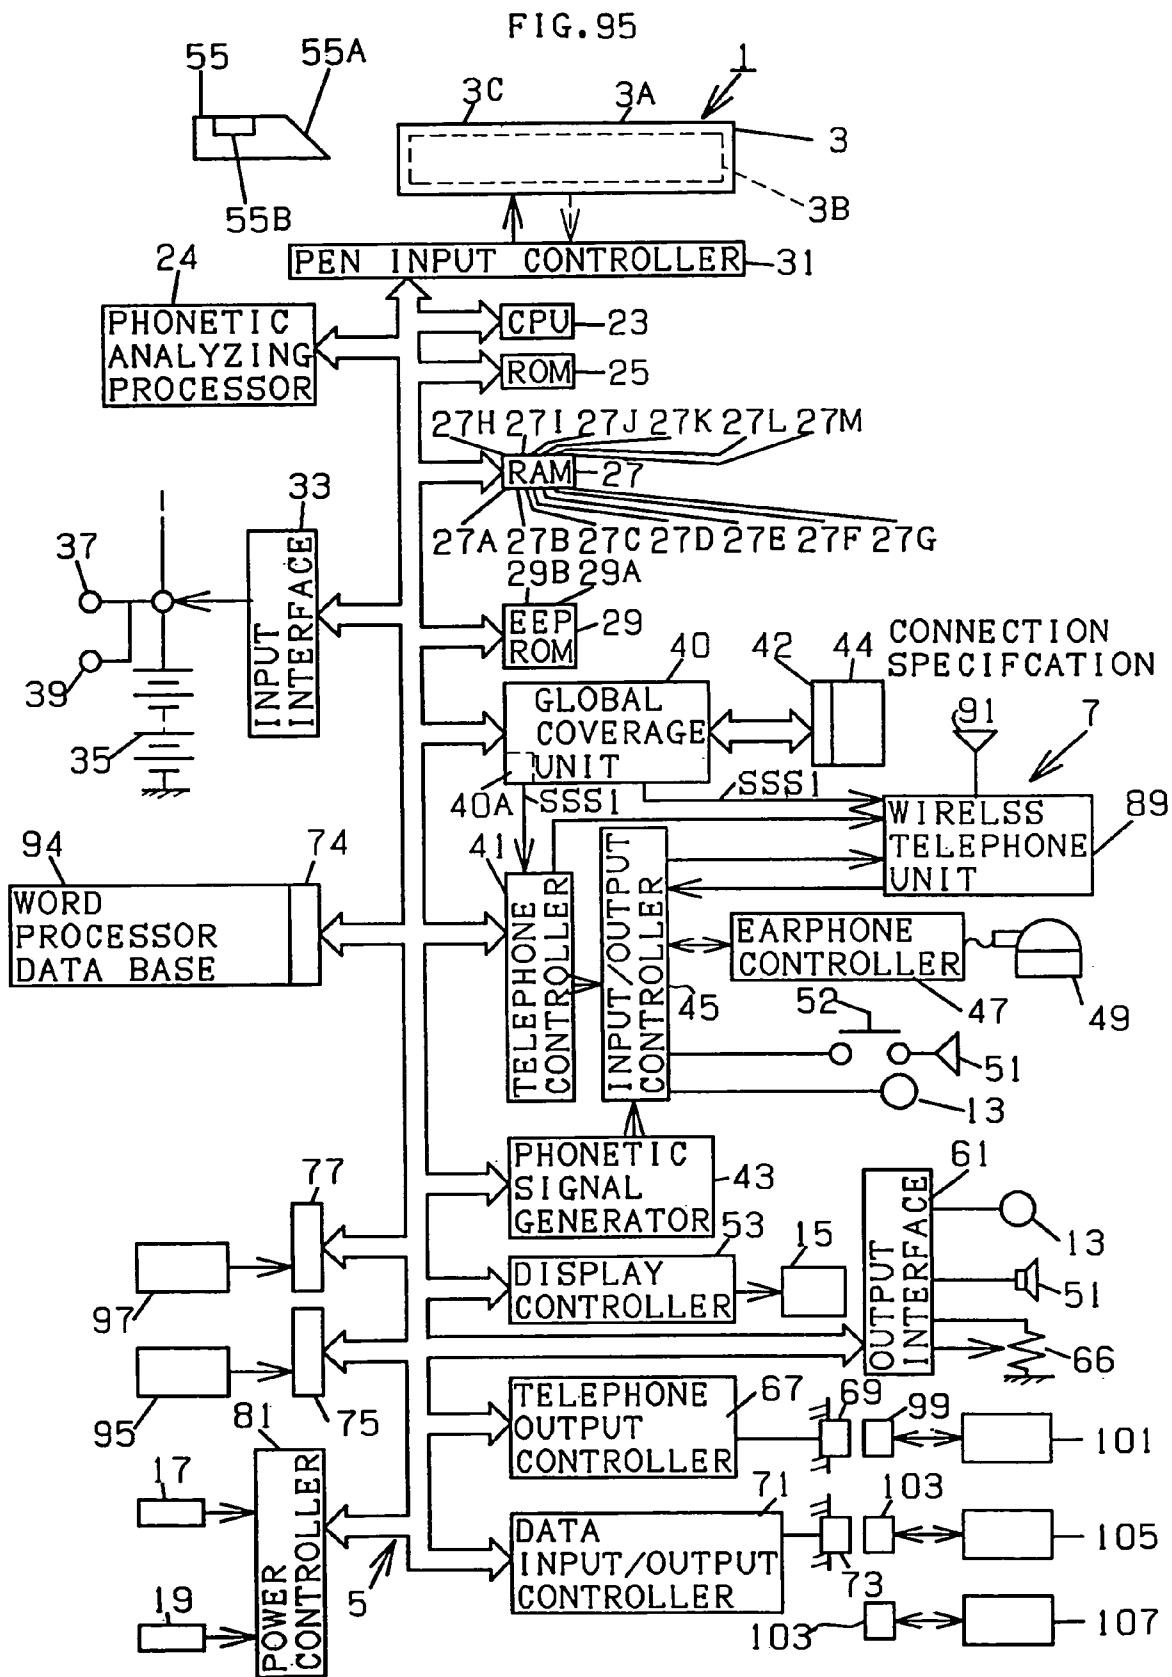 FIG.95
55
55A
55B
1
3C
3A
3
3B
PEN INPUT CONTROLLER
31
24
PHONETIC
ANALYZING
PROCESSOR
CPU
23
ROM
25
27H 27I 27J 27K 27L 27M
RAM
27
27A 27B 27C 27D 27E 27F 27G
33
INPUT
INTERFACE
37
39
35
29B 29A
EEP
ROM
29
40
GLOBAL
COVERAGE
UNIT
40A
42
44
CONNECTION
SPECIFCATION
91
7
SSS1
SSS1
WIRELSS
TELEPHONE
UNIT
89
94
74
WORD
PROCESSOR
DATA BASE
41
TELEPHONE
CONTROLLER
INPUT/OUTPUT
CONTROLLER
45
EARPHONE
CONTROLLER
47
49
52
51
13
PHONETIC
SIGNAL
GENERATOR
43
61
OUTPUT
INTERFACE
13
51
66
77
97
53
DISPLAY
CONTROLLER
15
95
75
TELEPHONE
OUTPUT
CONTROLLER
67
69
99
101
81
POWER
CONTROLLER
17
19
5
71
DATA
INPUT/OUTPUT
CONTROLLER
73
103
105
103
107